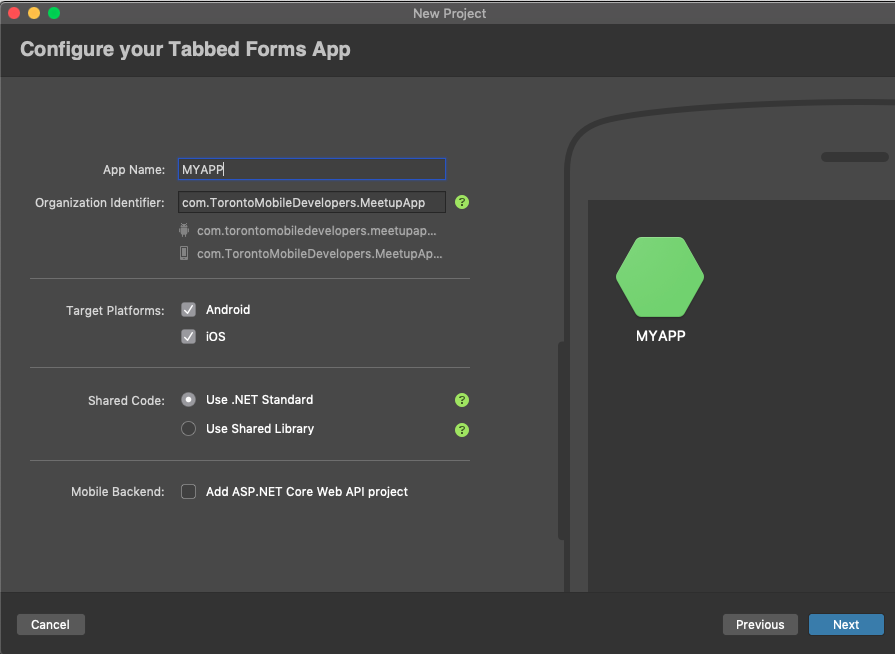 New Project
Configure your Tabbed Forms App
App Name: MYAPP
Organization Identifier: com.TorontoMobileDevelopers.MeetupApp ?
com.torontomobiledevelopers.meetupap...
com.TorontoMobileDevelopers.MeetupAp...
MYAPP
Target Platforms: Android
iOS
Shared Code: Use .NET Standard ?
Use Shared Library ?
Mobile Backend: Add ASP.NET Core Web API project
Cancel Previous Next